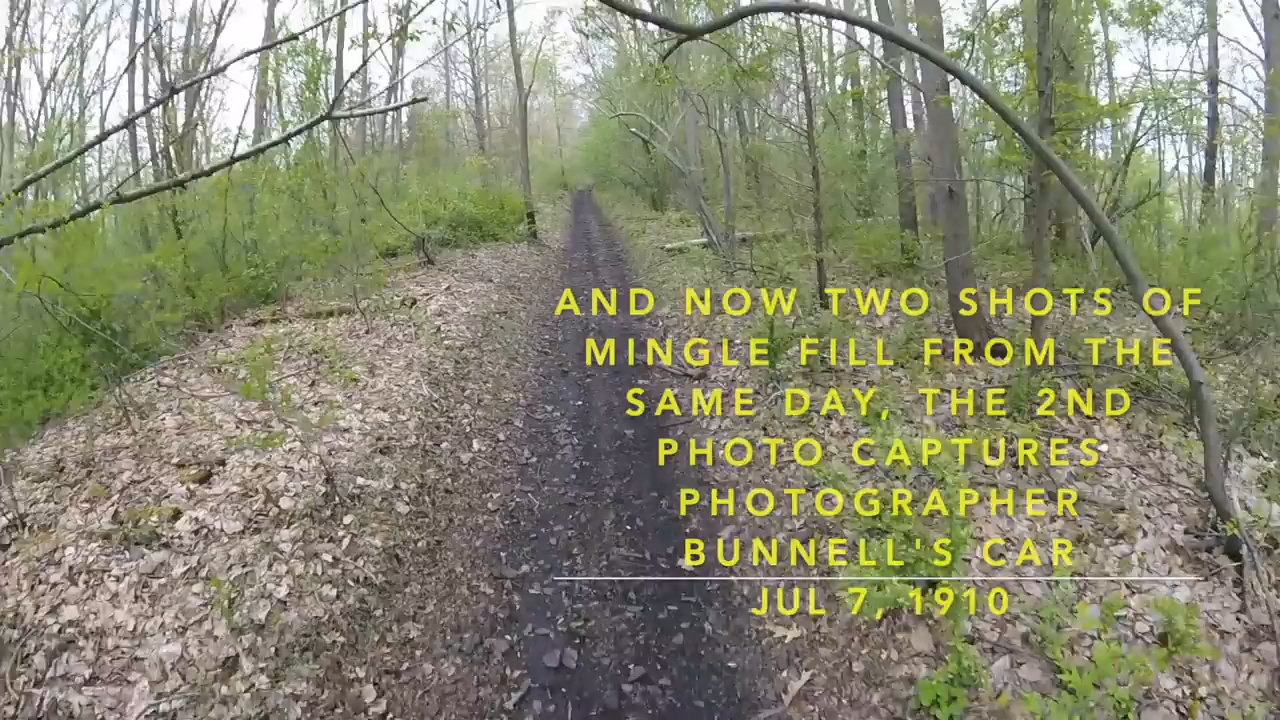 AND NOW TWO SHOTS OF
MINGLE FILL FROM THE
SAME DAY, THE 2ND
PHOTO CAPTURES
PHOTOGRAPHER
BUNNELL'S CAR
JUL 7, 1910